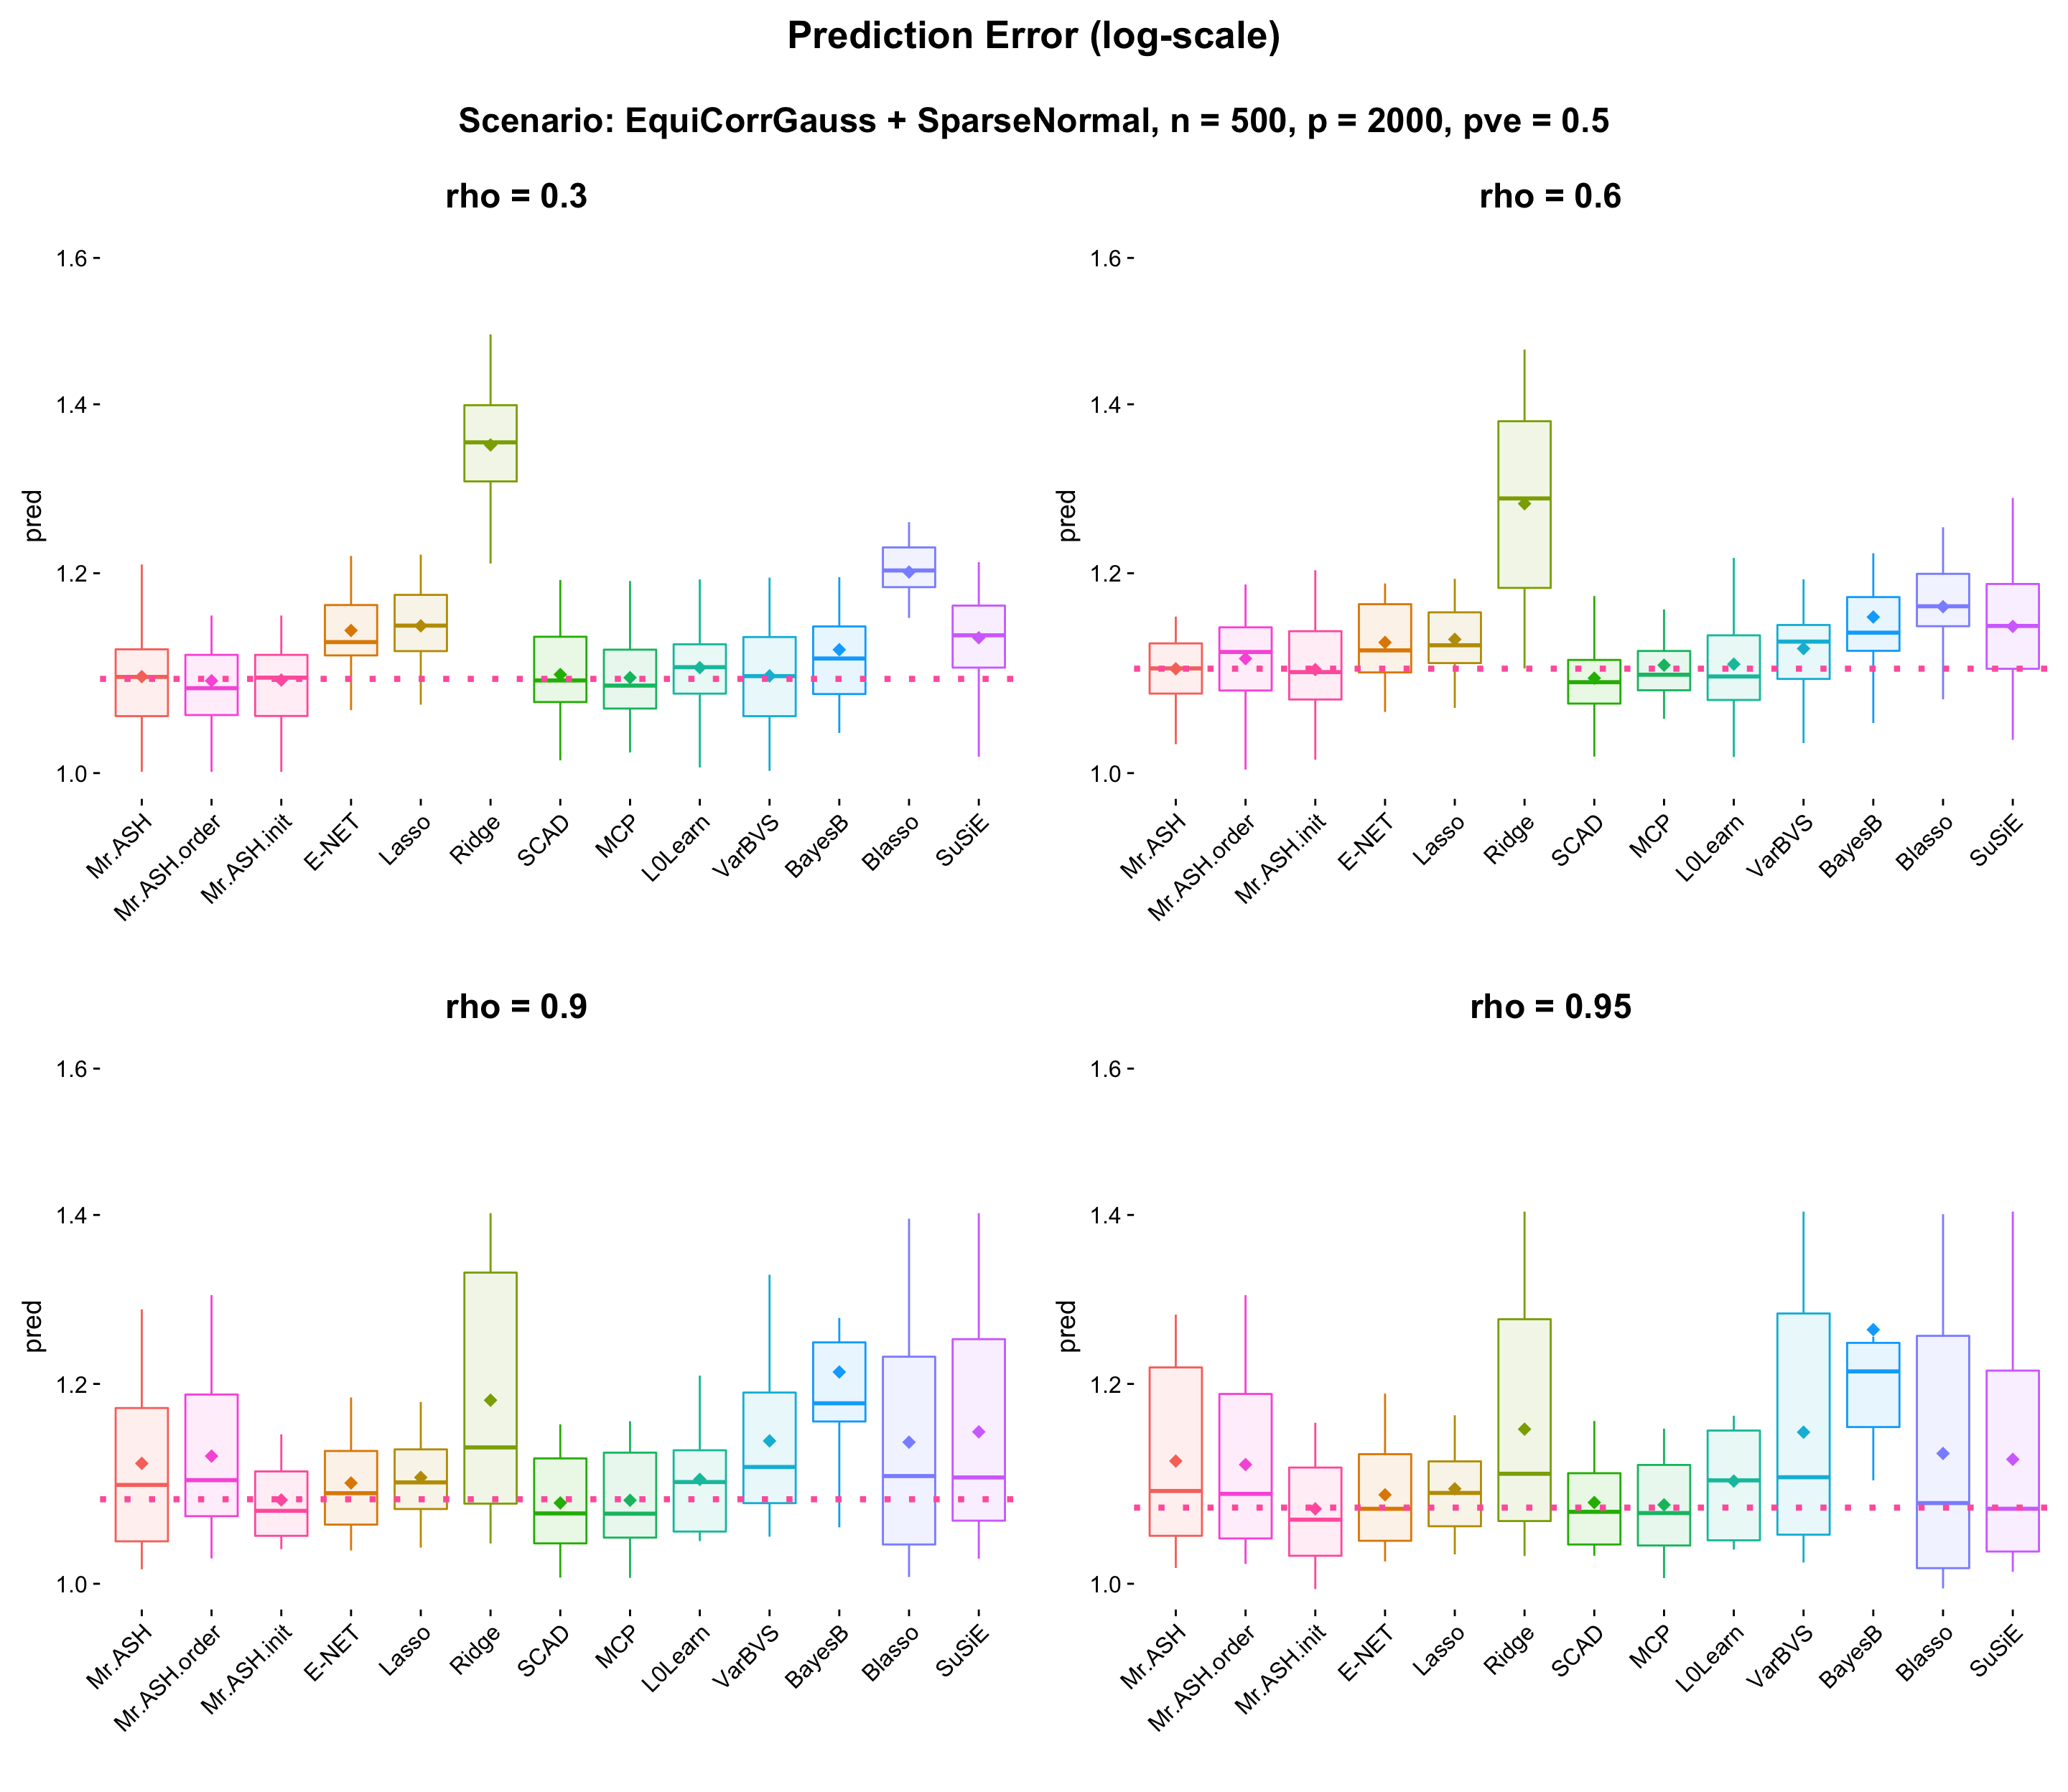 Prediction Error (log-scale)
Scenario: EquiCorrGauss + SparseNormal, n = 500, p = 2000, pve = 0.5
rho = 0.3
pred
1.6
1.4
1.2
1.0
Mr.ASH
Mr.ASH.order
Mr.ASH.init
E-NET
Lasso
Ridge
SCAD
MCP
L0Learn
VarBVS
BayesB
Blasso
SuSiE
rho = 0.6
pred
1.6
1.4
1.2
1.0
Mr.ASH
Mr.ASH.order
Mr.ASH.init
E-NET
Lasso
Ridge
SCAD
MCP
L0Learn
VarBVS
BayesB
Blasso
SuSiE
rho = 0.9
pred
1.6
1.4
1.2
1.0
Mr.ASH
Mr.ASH.order
Mr.ASH.init
E-NET
Lasso
Ridge
SCAD
MCP
L0Learn
VarBVS
BayesB
Blasso
SuSiE
rho = 0.95
pred
1.6
1.4
1.2
1.0
Mr.ASH
Mr.ASH.order
Mr.ASH.init
E-NET
Lasso
Ridge
SCAD
MCP
L0Learn
VarBVS
BayesB
Blasso
SuSiE